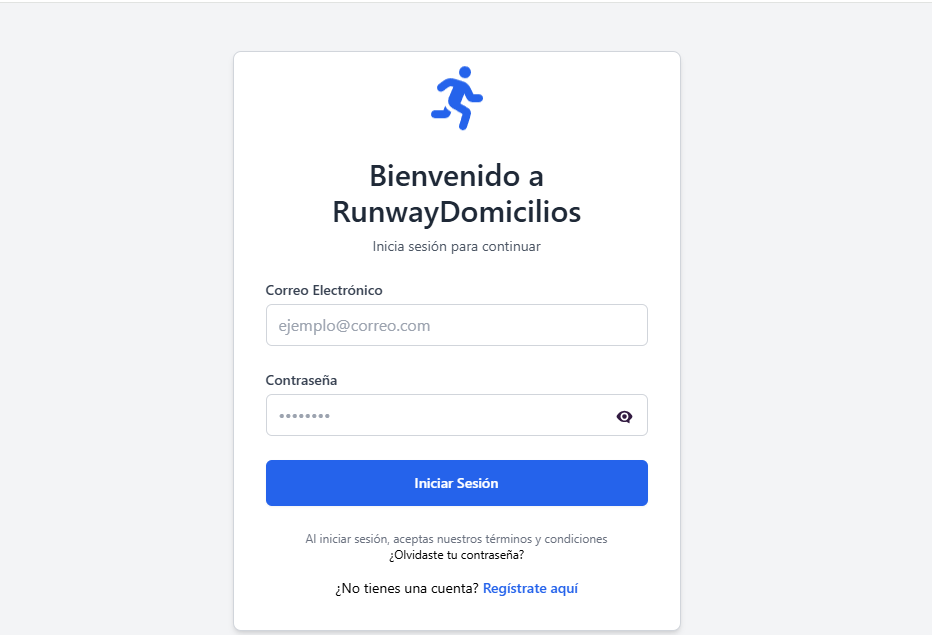 Bienvenido a
RunwayDomicilios
Inicia sesión para continuar
Correo Electrónico
ejemplo@correo.com
Contraseña
••••••••
Iniciar Sesión
Al iniciar sesión, aceptas nuestros términos y condiciones
¿Olvidaste tu contraseña?
¿No tienes una cuenta? Regístrate aquí